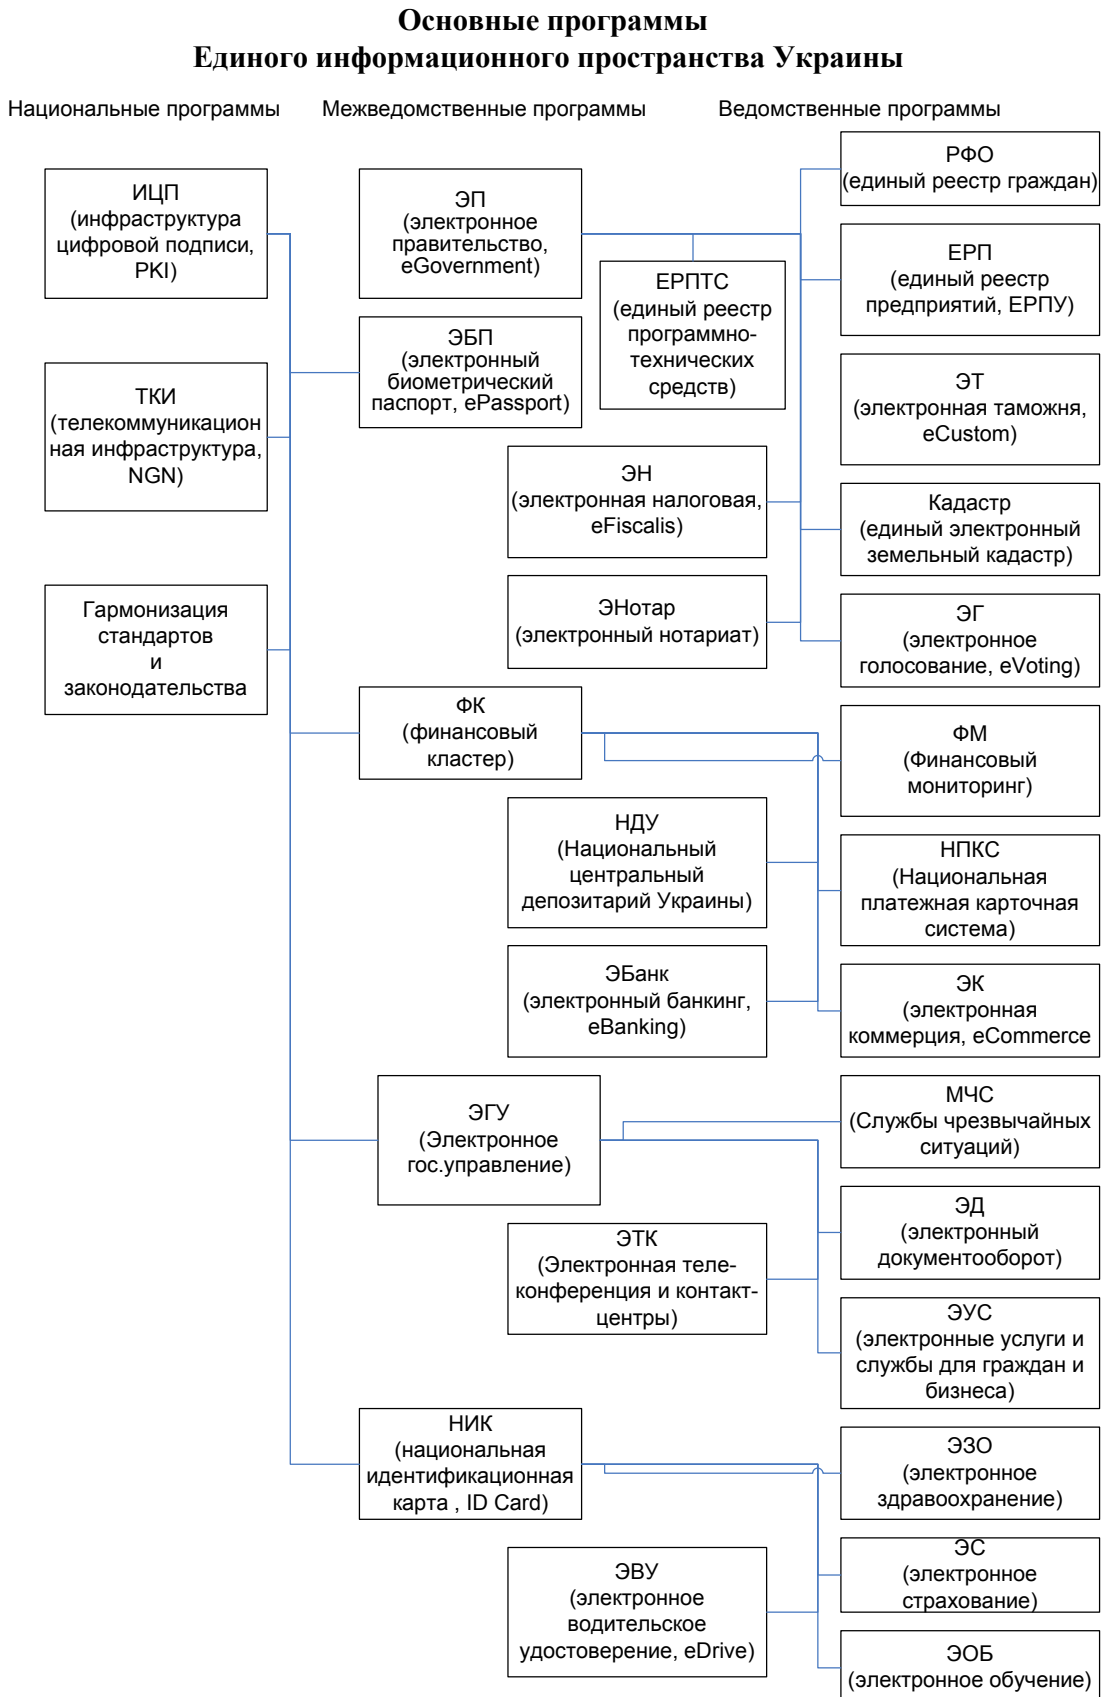 Основные программы
Единого информационного пространства Украины
Национальные программы
Межведомственные программы
Ведомственные программы
ИЦП
(инфраструктура
цифровой подписи,
PKI)
ТКИ
(телекоммуникацион
ная инфраструктура,
NGN)
Гармонизация
стандартов
и
законодательства
ЭП
(электронное
правительство,
eGovernment)
ЕРПТС
(единый реестр
программно-
технических
средств)
ЭБП
(электронный
биометрический
паспорт, ePassport)
ЭН
(электронная налоговая,
eFiscalis)
ЭНотар
(электронный нотариат)
РФО
(единый реестр граждан)
ЕРП
(единый реестр
предприятий, ЕРПУ)
ЭТ
(электронная таможня,
eCustom)
Кадастр
(единый электронный
земельный кадастр)
ЭГ
(электронное
голосование, eVoting)
ФК
(финансовый
кластер)
НДУ
(Национальный
центральный
депозитарий Украины)
ЭБанк
(электронный банкинг,
eBanking)
ФМ
(Финансовый
мониторинг)
НПКС
(Национальная
платежная карточная
система)
ЭК
(электронная
коммерция, eCommerce
ЭГУ
(Электронное
гос.управление)
ЭТК
(Электронная теле-
конференция и контакт-
центры)
МЧС
(Службы чрезвычайных
ситуаций)
ЭД
(электронный
документооборот)
ЭУС
(электронные услуги и
службы для граждан и
бизнеса)
НИК
(национальная
идентификационная
карта , ID Card)
ЭВУ
(электронное
водительское
удостоверение, eDrive)
ЭЗО
(электронное
здравоохранение)
ЭС
(электронное
страхование)
ЭОБ
(электронное обучение)